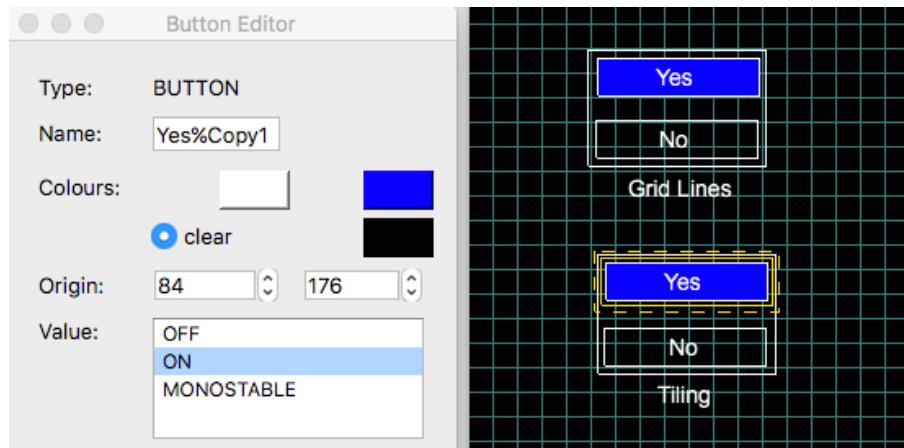 Button Editor
Type: BUTTON
Name: Yes%Copy1
Colours:
clear
Origin: 84 176
Value: OFF
ON
MONOSTABLE
Yes
No
Grid Lines
Yes
No
Tiling